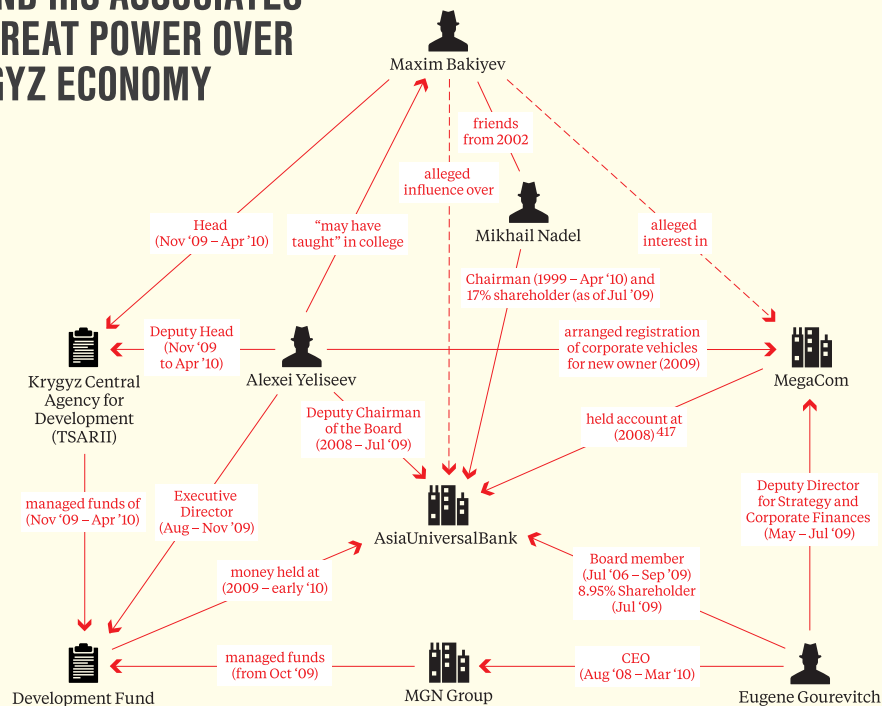 ND HIS ASSOCIATES
REAT POWER OVER
GYZ ECONOMY
Maxim Bakiyev
friends
from 2002
alleged
influence over
Mikhail Nadel
Head
(Nov ‘09 – Apr ’10)
“may have
taught” in college
alleged
interest in
Chairman (1999 – Apr ‘10) and
17% shareholder (as of Jul ’09)
Deputy Head
(Nov ‘09
to Apr ’10)
arranged registration
of corporate vehicles
for new owner (2009)
Krygyz Central
Agency for
Development
(TSARII)
Alexei Yeliseev
MegaCom
Deputy Chairman
of the Board
(2008 – Jul ‘09)
held account at
(2008) 417
managed funds of
(Nov ‘09 – Apr ’10)
Executive
Director
(Aug – Nov ’09)
Deputy Director
for Strategy and
Corporate Finances
(May – Jul ‘09)
AsiaUniversalBank
money held at
(2009 – early ‘10)
Board member
(Jul ‘06 – Sep ’09)
8.95% Shareholder
(Jul ‘09)
managed funds
(from Oct ‘09)
CEO
(Aug ‘08 – Mar ‘10)
Development Fund
MGN Group
Eugene Gourevitch